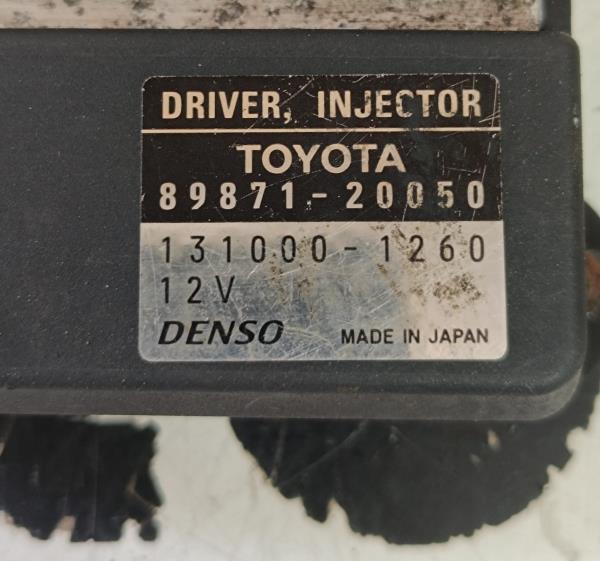 DRIVER, INJECTOR
TOYOTA
89871-20050
131000-1260
12V
DENSO MADE IN JAPAN